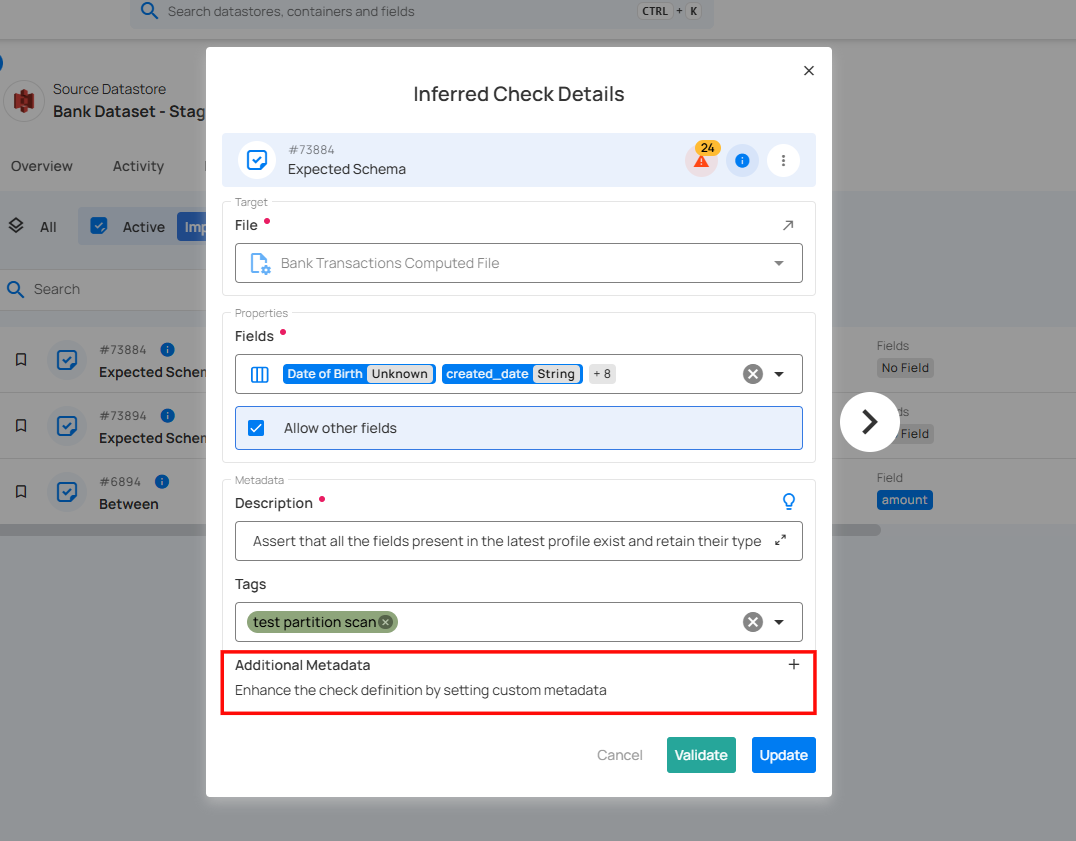 Search datastores, containers and fields CTRL + K
Inferred Check Details
Source Datastore
Bank Dataset - Stag
Overview Activity
All Active Imp
Search
#73884
Expected Schem
#73894
Expected Schem
#6894
Between
#73884
Expected Schema
24
Target
File
Bank Transactions Computed File
Properties
Fields
Date of Birth Unknown created_date String + 8
Allow other fields
Metadata
Description
Assert that all the fields present in the latest profile exist and retain their type
Tags
test partition scan
Additional Metadata
Enhance the check definition by setting custom metadata
Cancel Validate Update
Fields
No Field
ds
Field
Field
amount